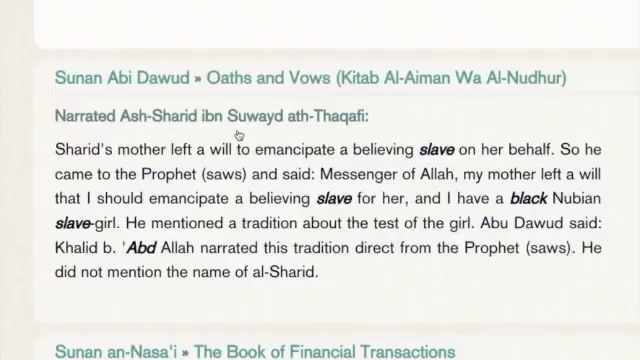 Sunan Abi Dawud » Oaths and Vows (Kitab Al-Aiman Wa Al-Nudhur)
Narrated Ash-Sharid ibn Suwayd ath-Thaqafi:
Sharid's mother left a will to emancipate a believing slave on her behalf. So he
came to the Prophet (saws) and said: Messenger of Allah, my mother left a will
that I should emancipate a believing slave for her, and I have a black Nubian
slave-girl. He mentioned a tradition about the test of the girl. Abu Dawud said:
Khalid b. 'Abd Allah narrated this tradition direct from the Prophet (saws). He
did not mention the name of al-Sharid.
Sunan an-Nasa'i » The Book of Financial Transactions